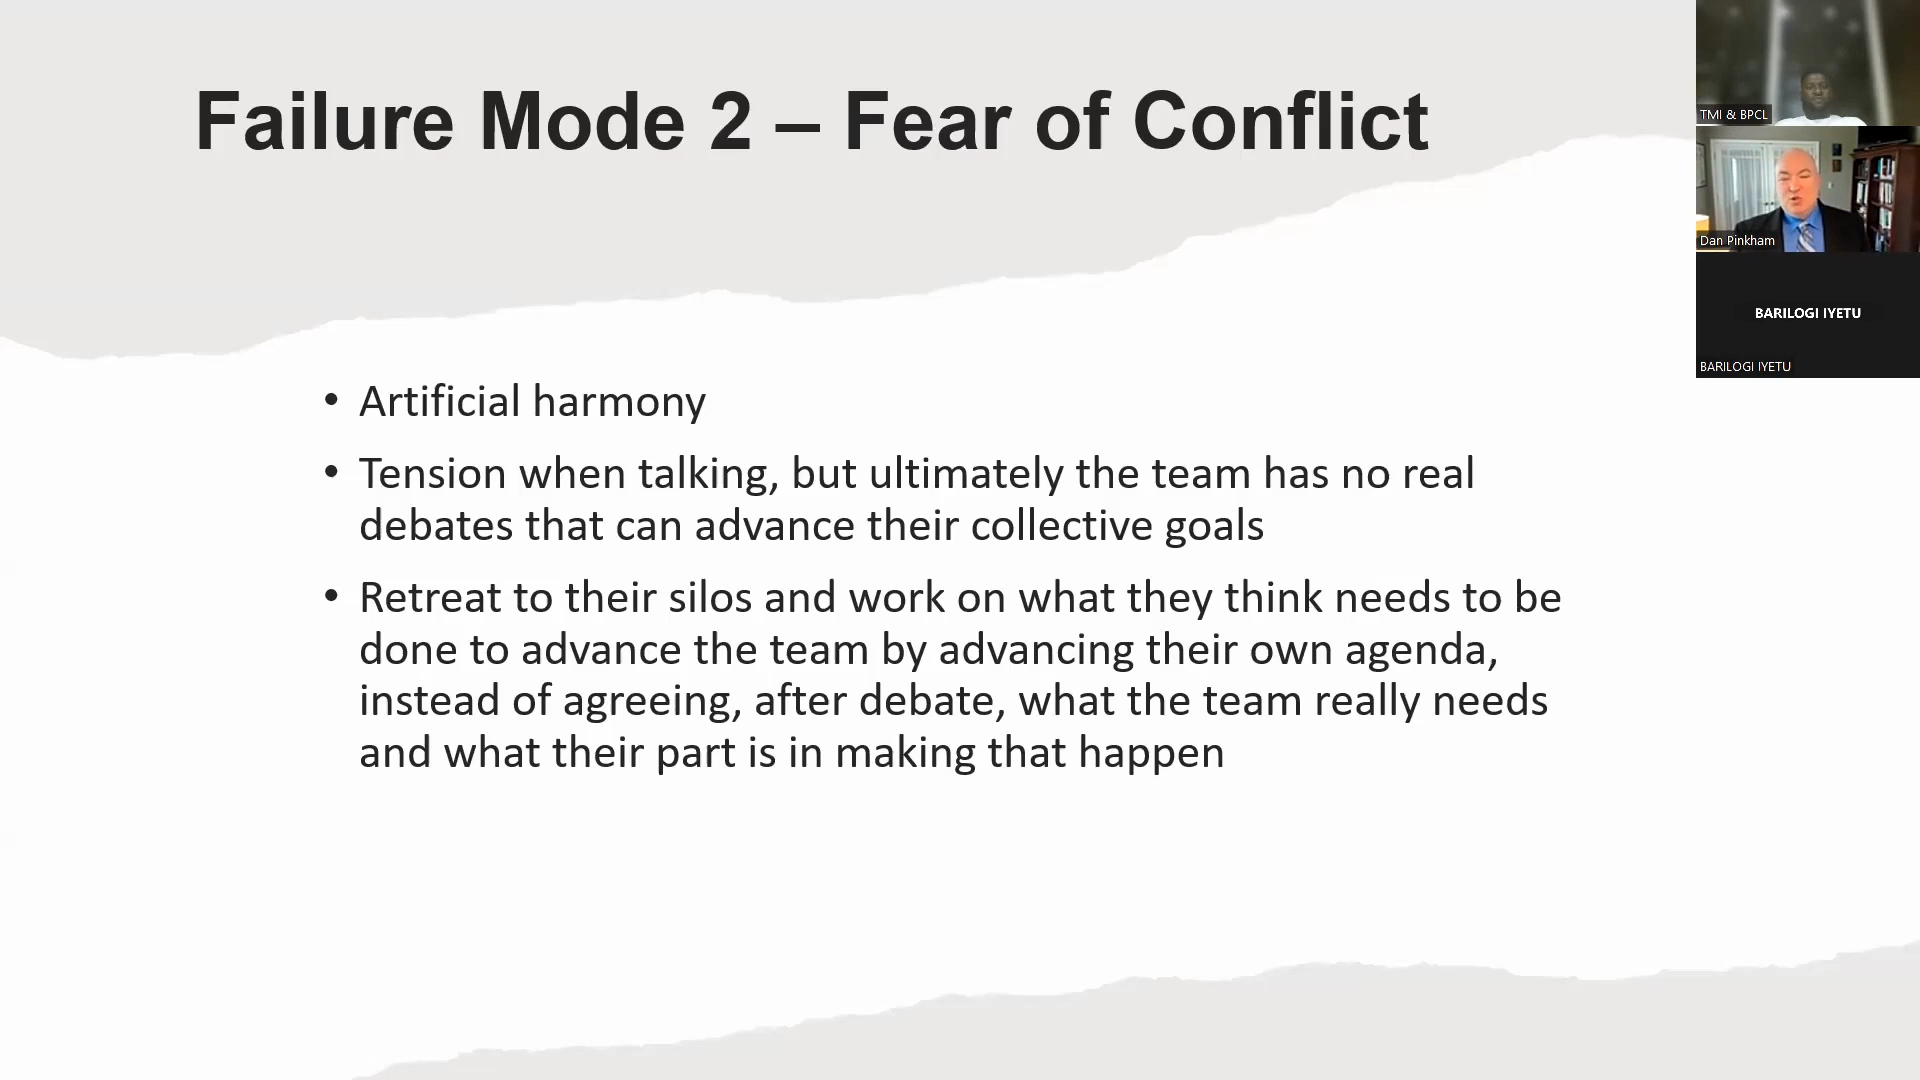 Failure Mode 2 – Fear of Conflict
• Artificial harmony
• Tension when talking, but ultimately the team has no real
debates that can advance their collective goals
• Retreat to their silos and work on what they think needs to be
done to advance the team by advancing their own agenda,
instead of agreeing, after debate, what the team really needs
and what their part is in making that happen
TMI & BPCL
Dan Pinkham
BARILOGI IYETU
BARILOGI IYETU